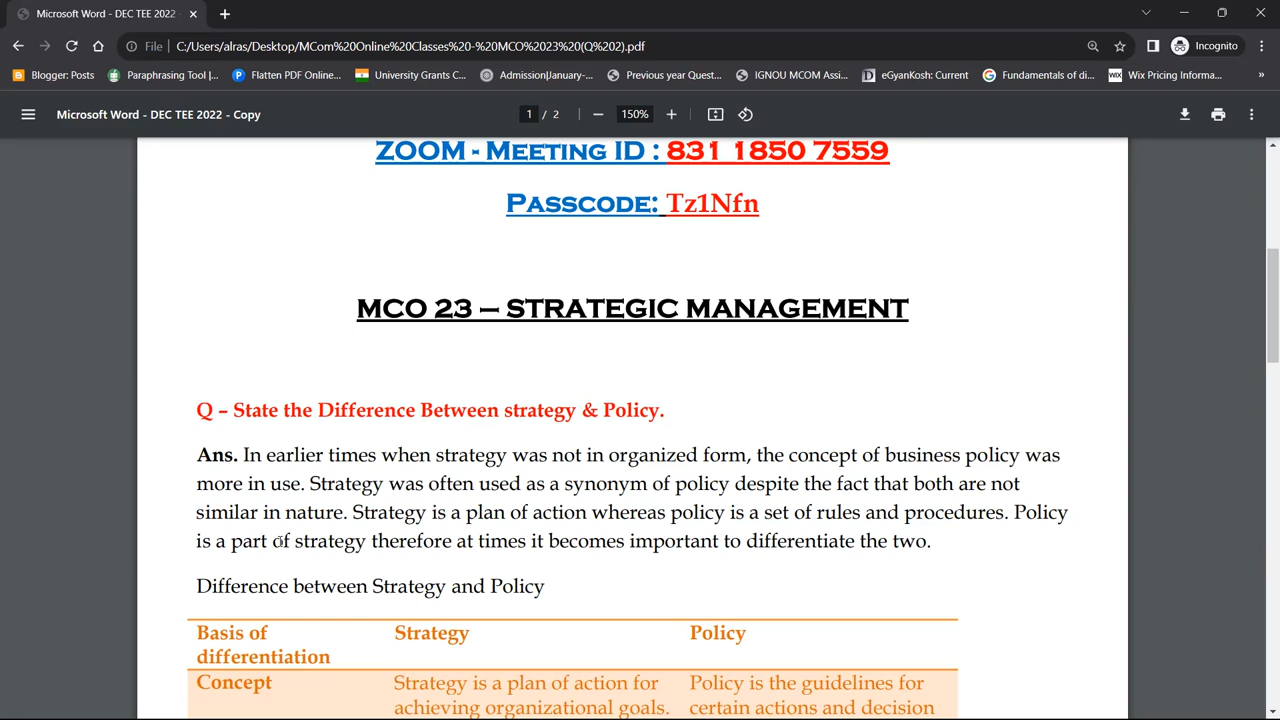 Microsoft Word - DEC TEE 2022 -
File C:/Users/alras/Desktop/MCom%20Online%20Classes%20-%20MCO%2023%20(Q%202).pdf Incognito
Blogger: Posts Paraphrasing Tool |... Flatten PDF Online... University Grants C... Admission|January-... Previous year Quest... IGNOU MCOM Assi... eGyanKosh: Current Fundamentals of di... Wix Pricing Informa... »
Microsoft Word - DEC TEE 2022 - Copy 1 / 2 150%
ZOOM - MEETING ID : 831 1850 7559
PASSCODE: Tz1Nfn
MCO 23 – STRATEGIC MANAGEMENT
Q – State the Difference Between strategy & Policy.
Ans. In earlier times when strategy was not in organized form, the concept of business policy was
more in use. Strategy was often used as a synonym of policy despite the fact that both are not
similar in nature. Strategy is a plan of action whereas policy is a set of rules and procedures. Policy
is a part of strategy therefore at times it becomes important to differentiate the two.
Difference between Strategy and Policy
Basis of Strategy Policy
differentiation
Concept Strategy is a plan of action for Policy is the guidelines for
achieving organizational goals. certain actions and decision